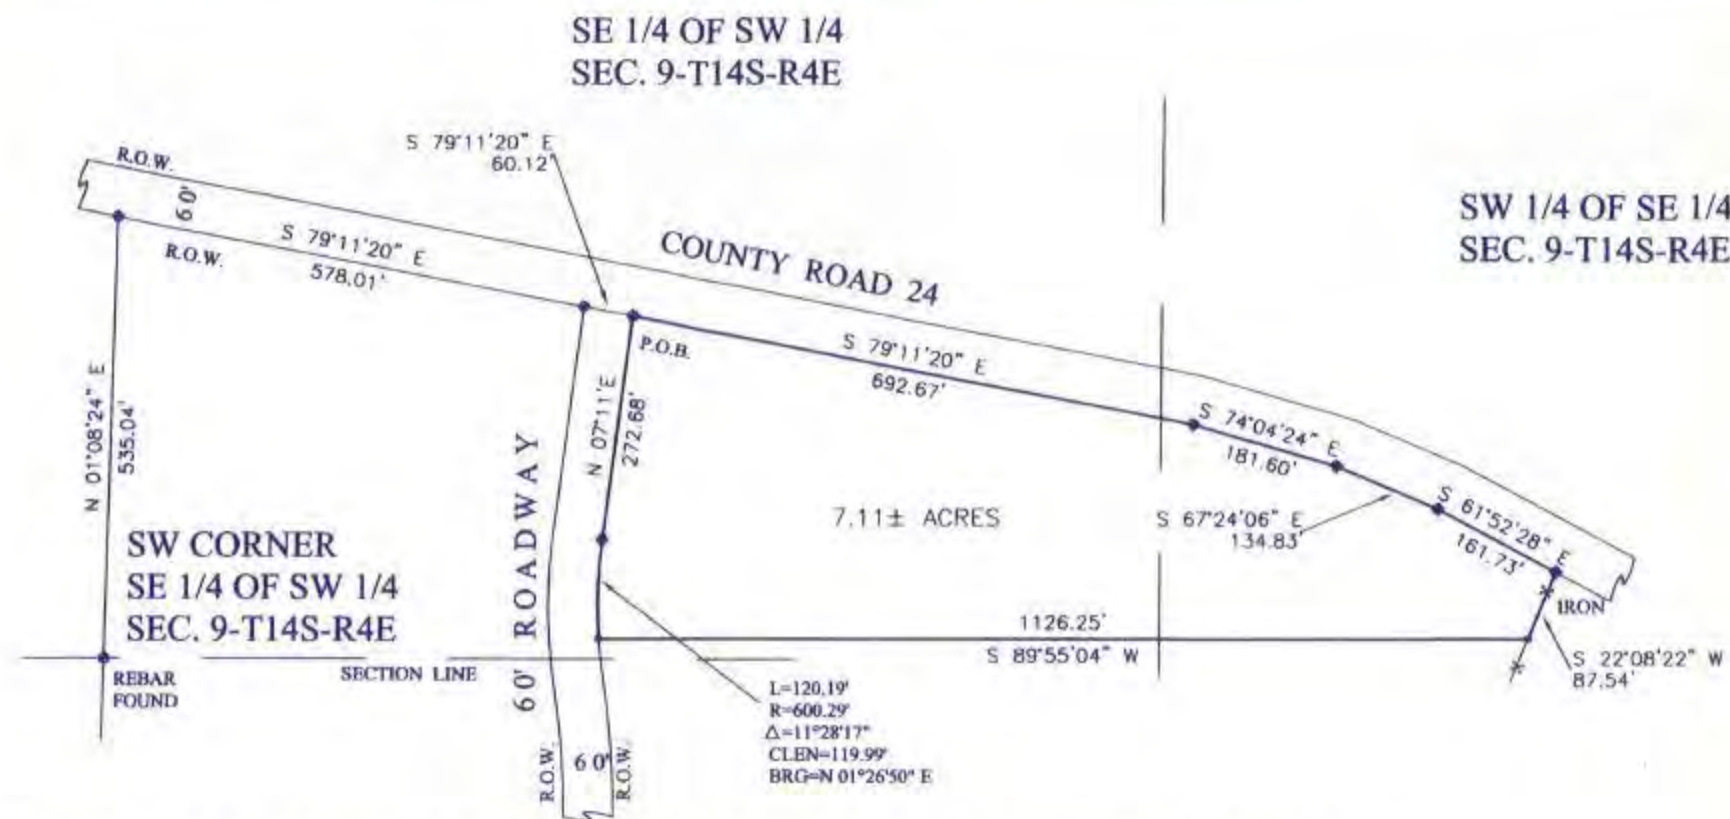 SE 1/4 OF SW 1/4
SEC. 9-T14S-R4E
S 79°11'20" E
60.12'
R.O.W.
60'
S 79°11'20" E
578.01'
R.O.W.
COUNTY ROAD 24
SW 1/4 OF SE 1/4
SEC. 9-T14S-R4E
P.O.B.
S 79°11'20" E
692.67'
N 01°08'24" E
535.04'
N 07°11'E
272.68'
S 74°04'24" E
181.60'
7.11± ACRES
S 67°24'06" E
134.83'
S 61°52'28" E
161.73'
SW CORNER
SE 1/4 OF SW 1/4
SEC. 9-T14S-R4E
60' ROADWAY
IRON
1126.25'
S 89°55'04" W
S 22°08'22" W
87.54'
REBAR
FOUND
SECTION LINE
L=120.19'
R=600.29'
Δ=11°28'17"
CLEN=119.99'
BRG=N 01°26'50" E
R.O.W.
60'
R.O.W.